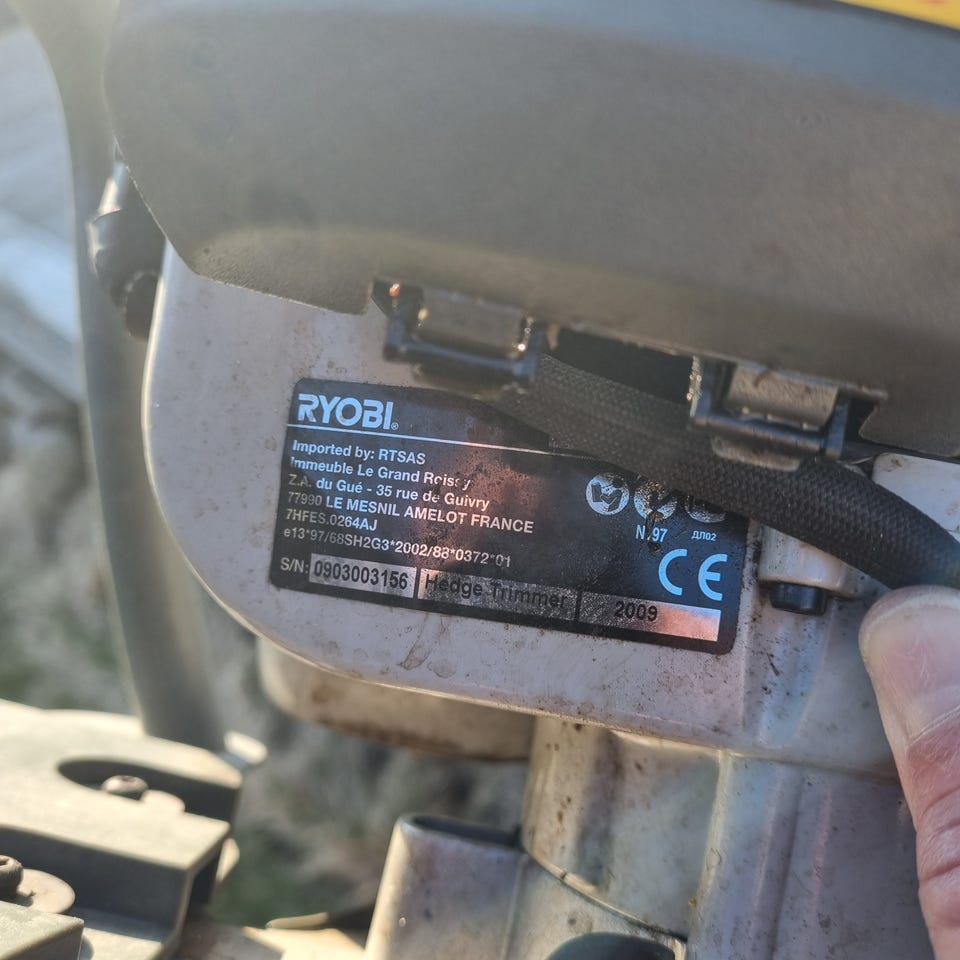 RYOBI®
Imported by: RTSAS
Immeuble Le Grand Roissy
Z.A. du Gué - 35 rue de Guivry
77990 LE MESNIL AMELOT FRANCE
7HFES.0264AJ
e13*97/68SH2G3*2002/88*0372*01
N197 ДЛ02
CE
S/N: 0903003156 Hedge Trimmer 2009